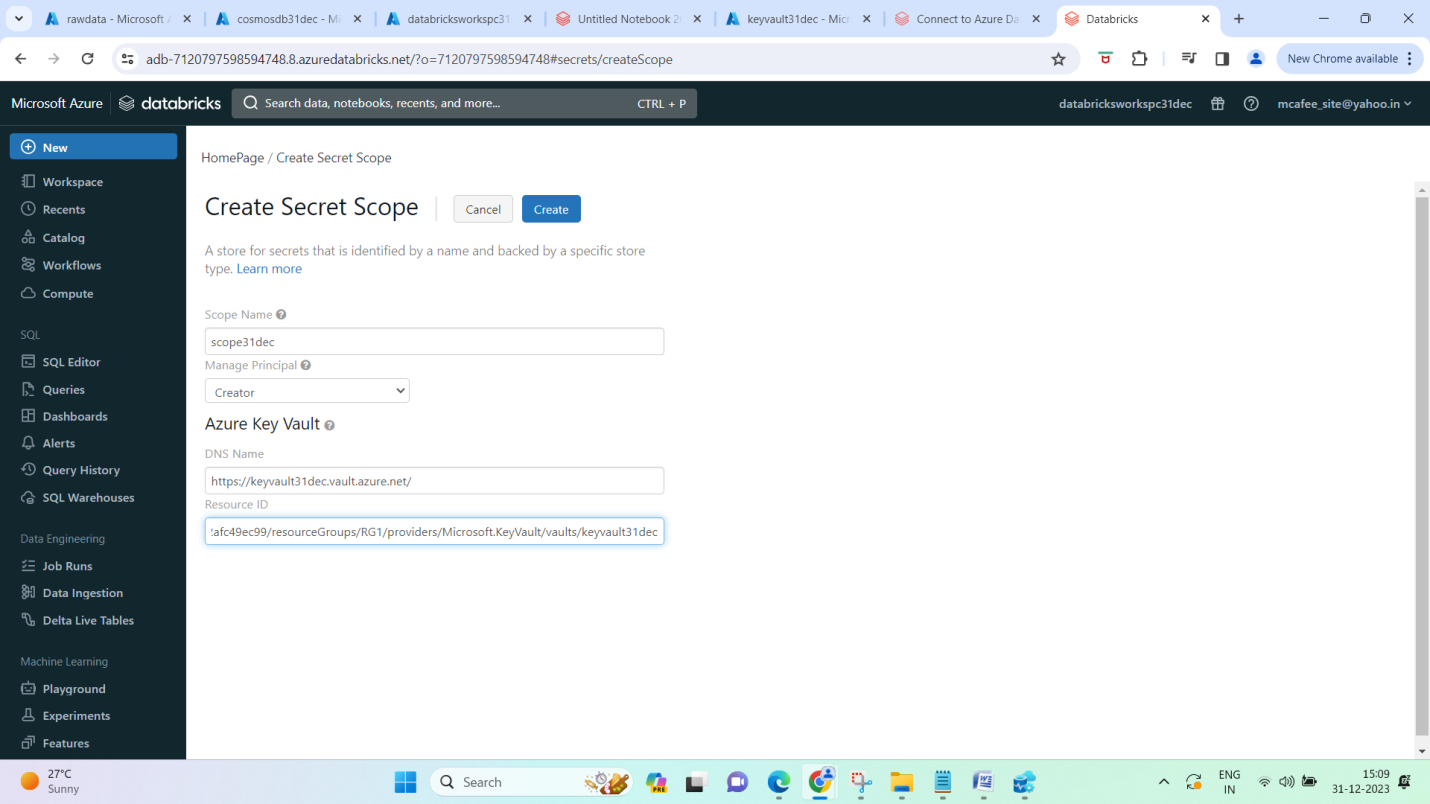 rawdata - Microsoft A
cosmosdb31dec - Mi
databricksworkspc31
Untitled Notebook 2
keyvault31dec - Micr
Connect to Azure Da
Databricks
adb-7120797598594748.8.azuredatabricks.net/?o=7120797598594748#secrets/createScope
New Chrome available
Microsoft Azure
databricks
Search data, notebooks, recents, and more...
CTRL + P
databricksworkspc31dec
mcafee_site@yahoo.in
New
Workspace
Recents
Catalog
Workflows
Compute
SQL
SQL Editor
Queries
Dashboards
Alerts
Query History
SQL Warehouses
Data Engineering
Job Runs
Data Ingestion
Delta Live Tables
Machine Learning
Playground
Experiments
Features
HomePage / Create Secret Scope
Create Secret Scope
Cancel
Create
A store for secrets that is identified by a name and backed by a specific store
type. Learn more
Scope Name
scope31dec
Manage Principal
Creator
Azure Key Vault
DNS Name
https://keyvault31dec.vault.azure.net/
Resource ID
afc49ec99/resourceGroups/RG1/providers/Microsoft.KeyVault/vaults/keyvault31dec
27°C
Sunny
Search
PRE
ENG
IN
15:09
31-12-2023